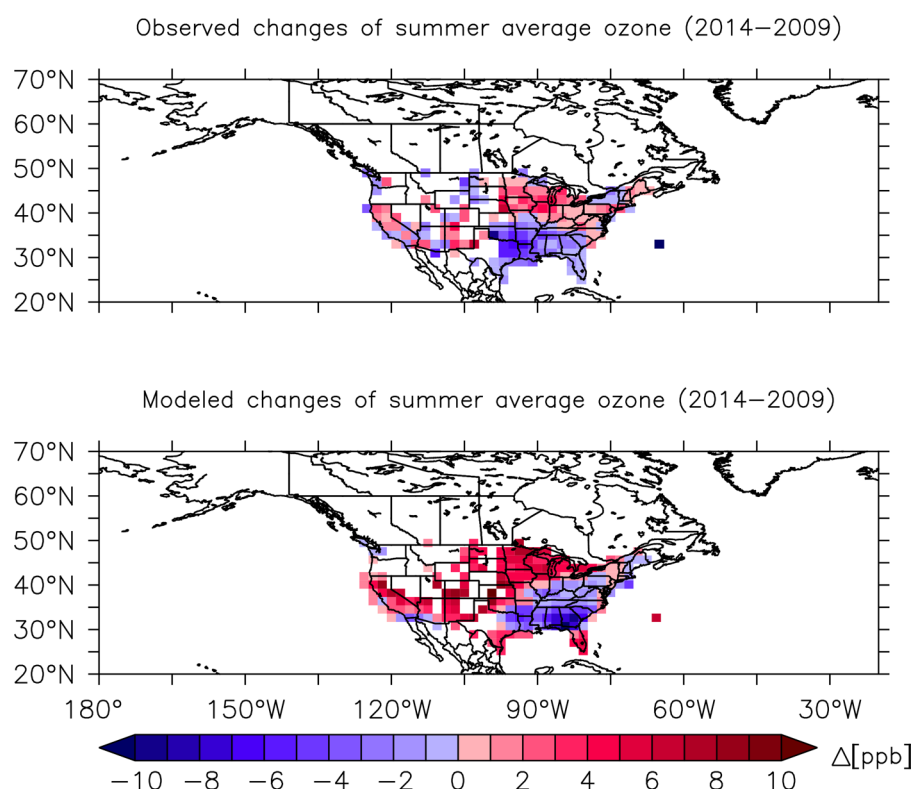 Observed changes of summer average ozone (2014−2009)
70°N
60°N
50°N
40°N
30°N
20°N
Modeled changes of summer average ozone (2014−2009)
70°N
60°N
50°N
40°N
30°N
20°N
180° 150°W 120°W 90°W 60°W 30°W
−10 −8 −6 −4 −2 0 2 4 6 8 10 Δ[ppb]